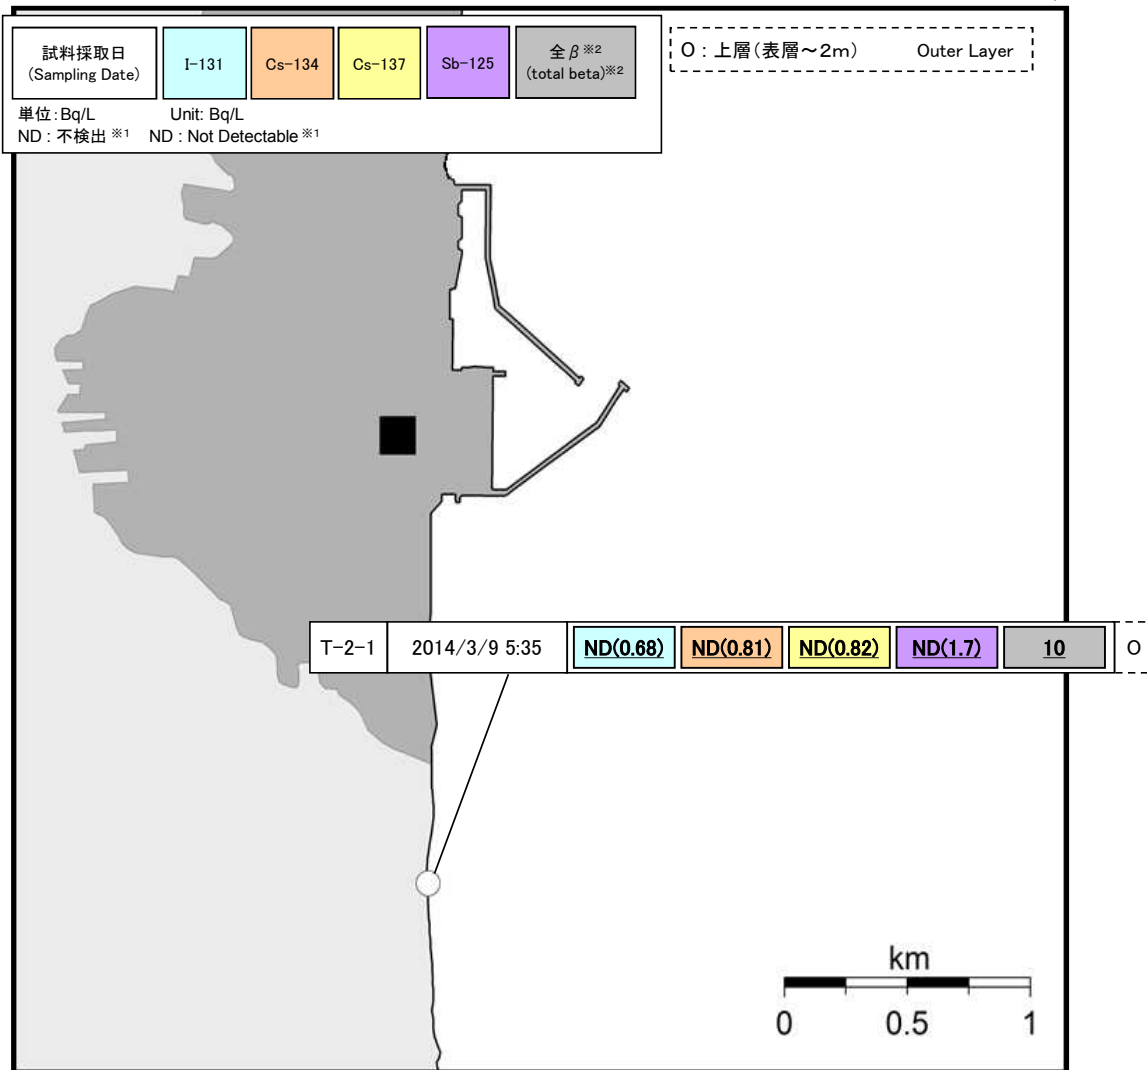 試料採取日
(Sampling Date)
I-131
Cs-134
Cs-137
Sb-125
全β※2
(total beta)※2
単位:Bq/L Unit: Bq/L
ND : 不検出 ※1 ND : Not Detectable ※1
O : 上層(表層~2m) Outer Layer
T-2-1 2014/3/9 5:35 ND(0.68) ND(0.81) ND(0.82) ND(1.7) 10 O
km
0 0.5 1